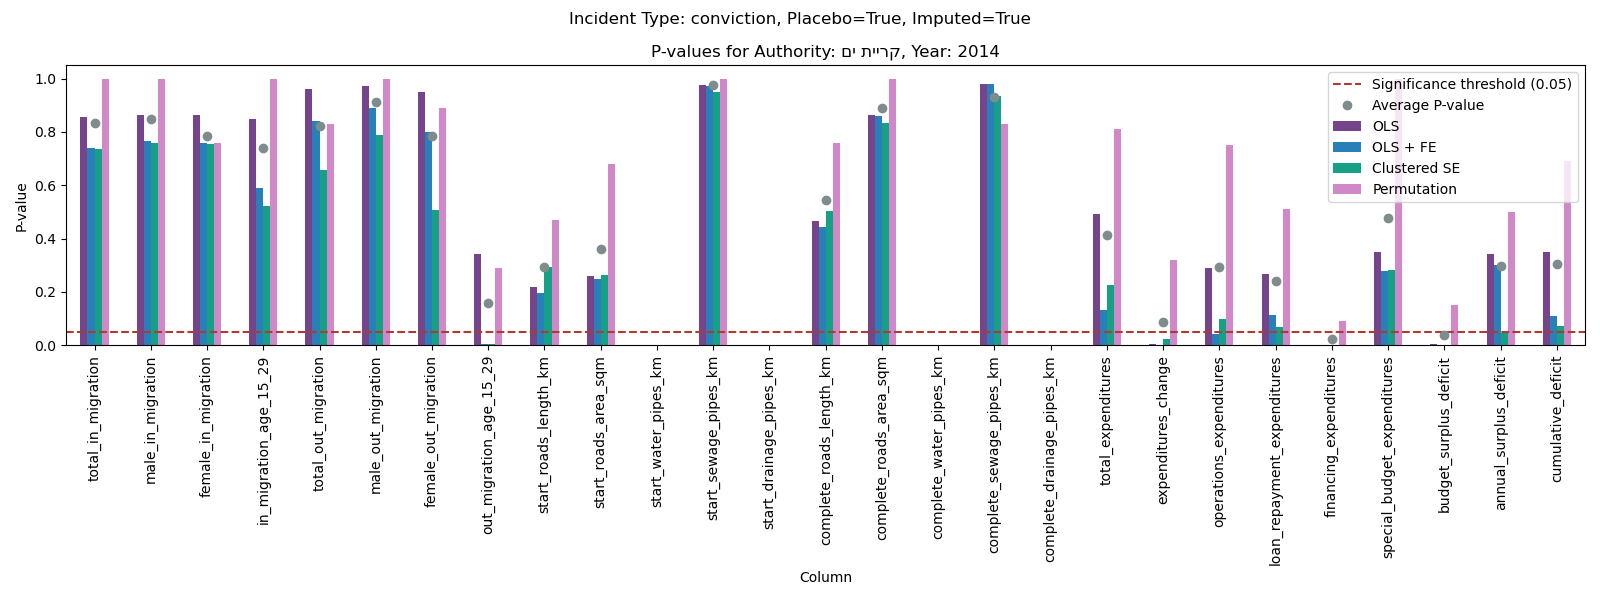 Incident Type: conviction, Placebo=True, Imputed=True
P-values for Authority: קריית ים, Year: 2014
Significance threshold (0.05)
Average P-value
OLS
OLS + FE
Clustered SE
Permutation
P-value
1.0
0.8
0.6
0.4
0.2
0.0
total_in_migration
male_in_migration
female_in_migration
in_migration_age_15_29
total_out_migration
male_out_migration
female_out_migration
out_migration_age_15_29
start_roads_length_km
start_roads_area_sqm
start_water_pipes_km
start_sewage_pipes_km
start_drainage_pipes_km
complete_roads_length_km
complete_roads_area_sqm
complete_water_pipes_km
complete_sewage_pipes_km
complete_drainage_pipes_km
total_expenditures
expenditures_change
operations_expenditures
loan_repayment_expenditures
financing_expenditures
special_budget_expenditures
budget_surplus_deficit
annual_surplus_deficit
cumulative_deficit
Column